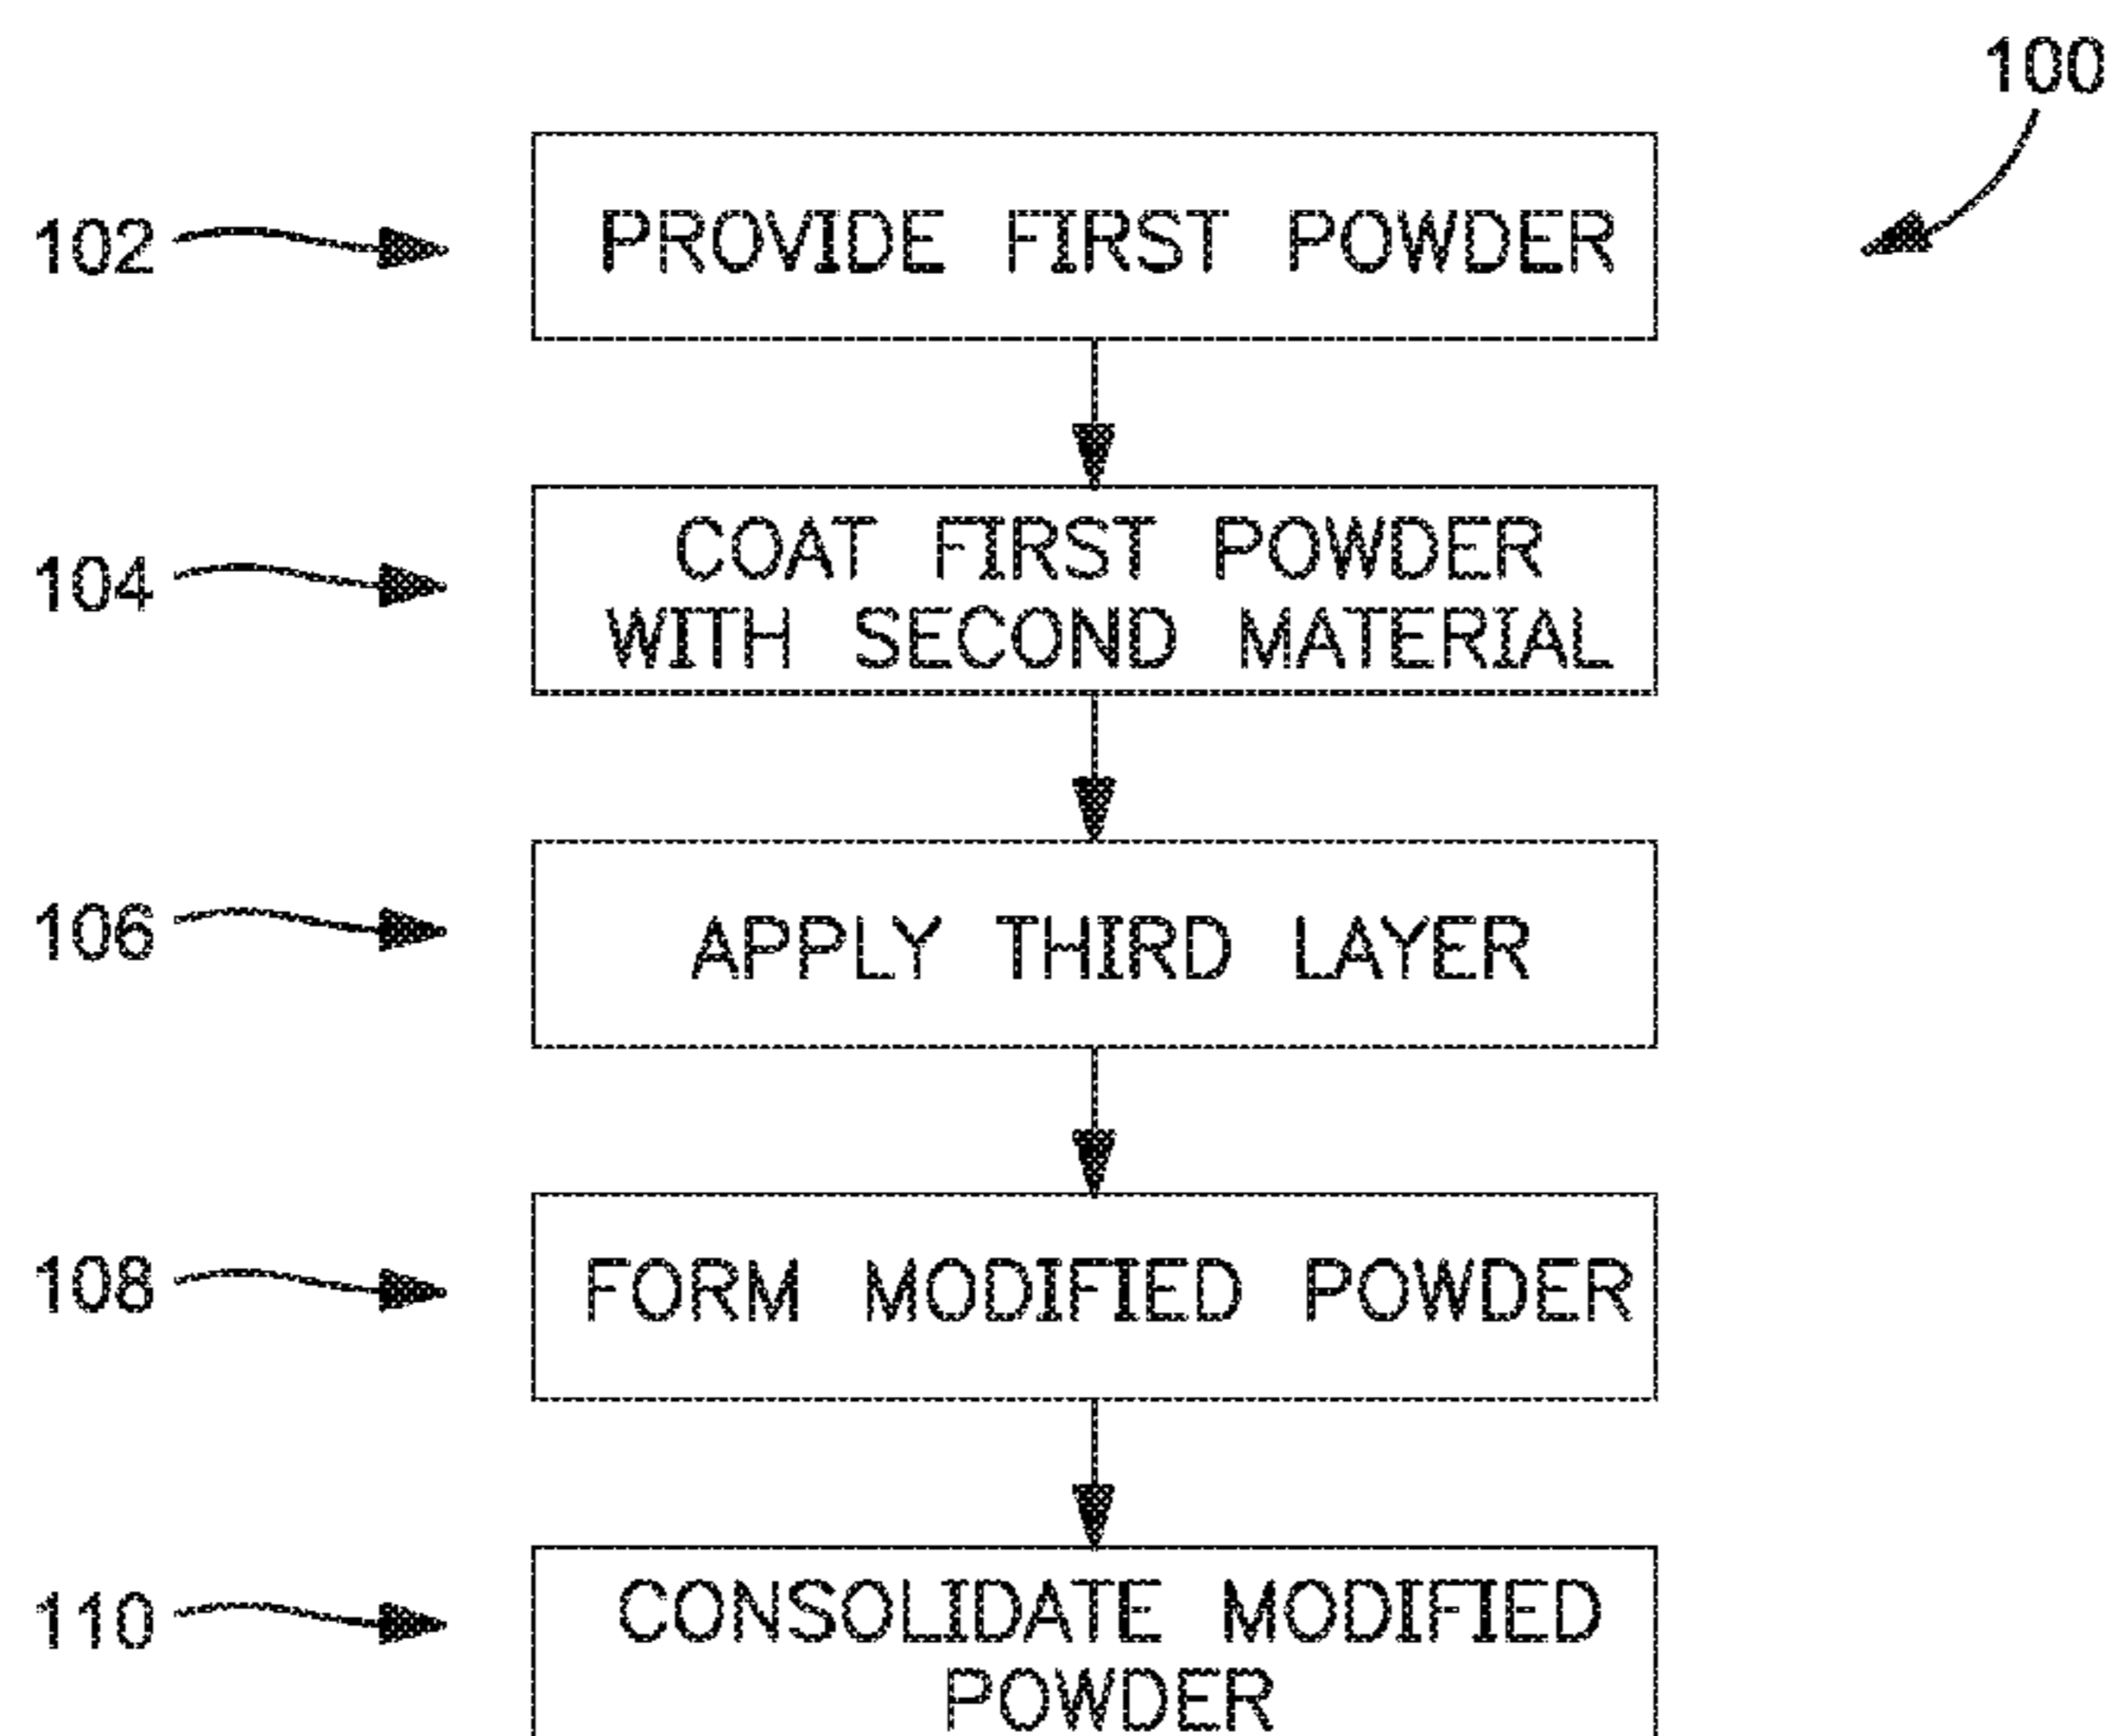 100
102 PROVIDE FIRST POWDER
104 COAT FIRST POWDER
WITH SECOND MATERIAL
106 APPLY THIRD LAYER
108 FORM MODIFIED POWDER
110 CONSOLIDATE MODIFIED
POWDER